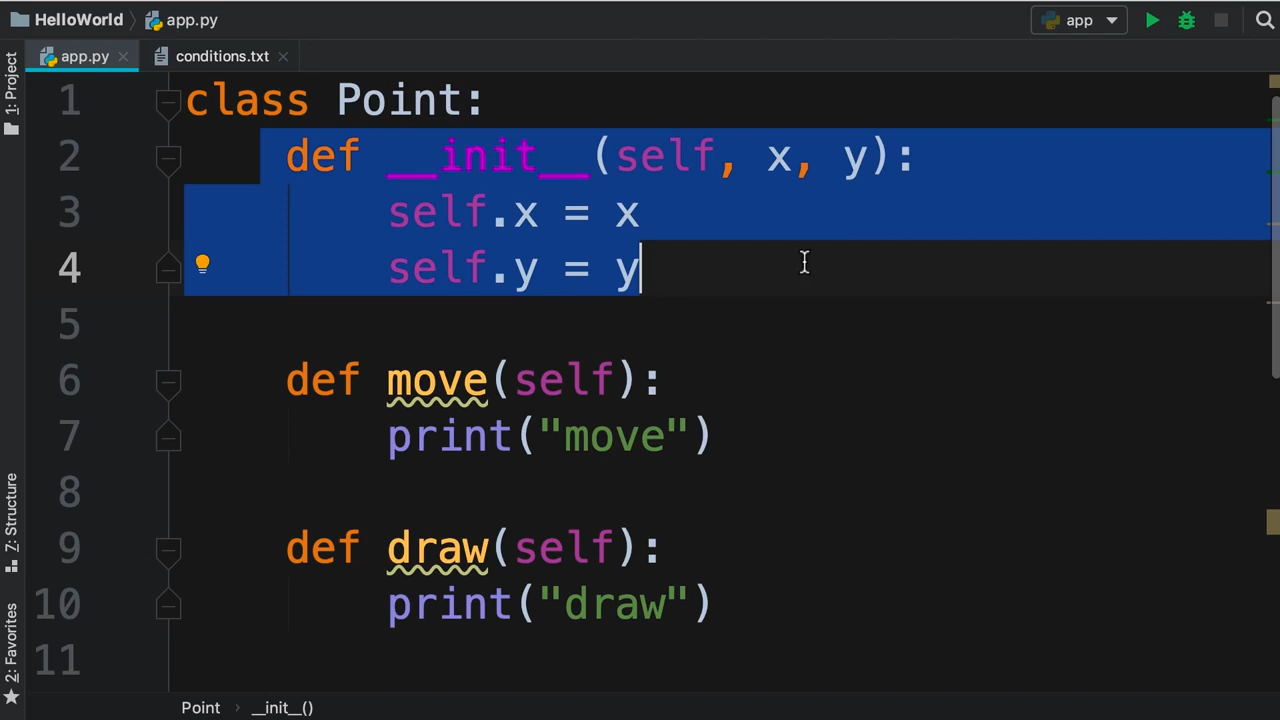 HelloWorld app.py app
app.py conditions.txt
1: Project
7: Structure
2: Favorites
1 class Point:
2 def __init__(self, x, y):
3 self.x = x
4 self.y = y
5
6 def move(self):
7 print("move")
8
9 def draw(self):
10 print("draw")
11
Point __init__()